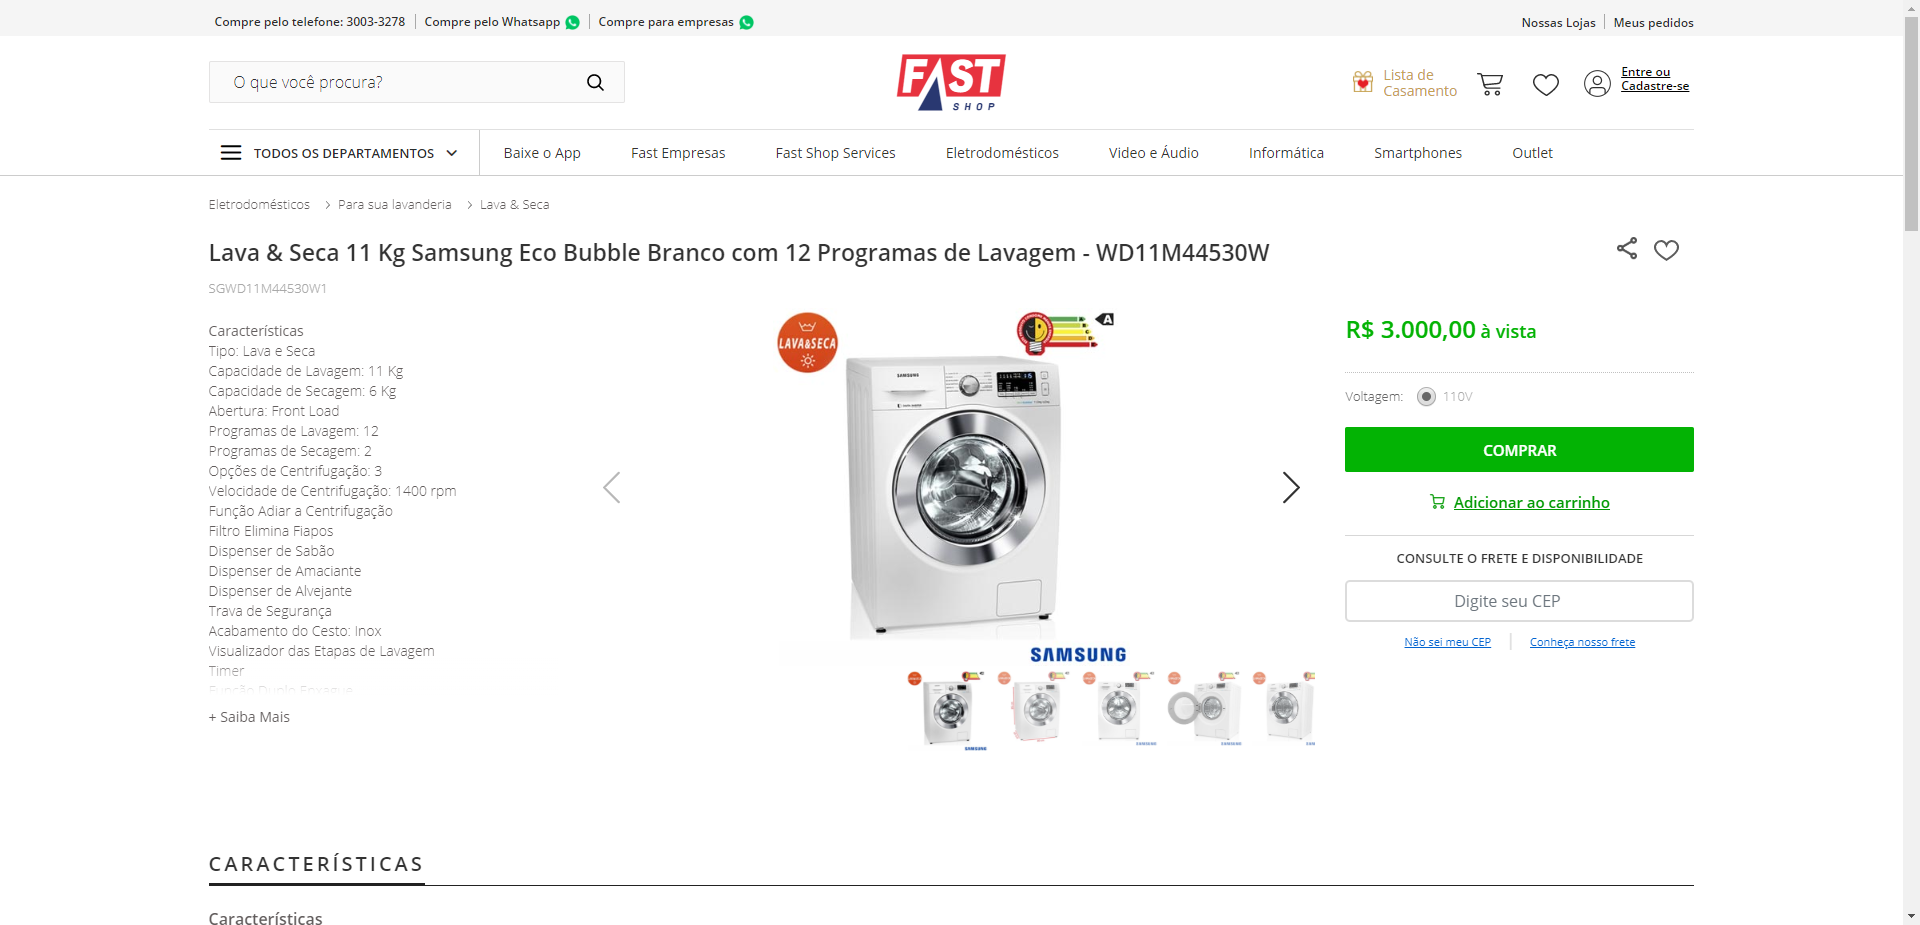 Compre pelo telefone: 3003-3278
Compre pelo Whatsapp
Compre para empresas
Nossas Lojas
Meus pedidos
O que você procura?
FAST
SHOP
Lista de
Casamento
Entre ou
Cadastre-se
TODOS OS DEPARTAMENTOS
Baixe o App
Fast Empresas
Fast Shop Services
Eletrodomésticos
Video e Áudio
Informática
Smartphones
Outlet
Eletrodomésticos
Para sua lavanderia
Lava & Seca
Lava & Seca 11 Kg Samsung Eco Bubble Branco com 12 Programas de Lavagem - WD11M44530W
SGWD11M44530W1
Características
Tipo: Lava e Seca
Capacidade de Lavagem: 11 Kg
Capacidade de Secagem: 6 Kg
Abertura: Front Load
Programas de Lavagem: 12
Programas de Secagem: 2
Opções de Centrifugação: 3
Velocidade de Centrifugação: 1400 rpm
Função Adiar a Centrifugação
Filtro Elimina Fiapos
Dispenser de Sabão
Dispenser de Amaciante
Dispenser de Alvejante
Trava de Segurança
Acabamento do Cesto: Inox
Visualizador das Etapas de Lavagem
Timer
Função Duplo Enxague
+ Saiba Mais
LAVA&SECA
A
SAMSUNG
SAMSUNG
R$ 3.000,00 à vista
Voltagem:
110V
COMPRAR
Adicionar ao carrinho
CONSULTE O FRETE E DISPONIBILIDADE
Digite seu CEP
Não sei meu CEP
Conheça nosso frete
CARACTERÍSTICAS
Características